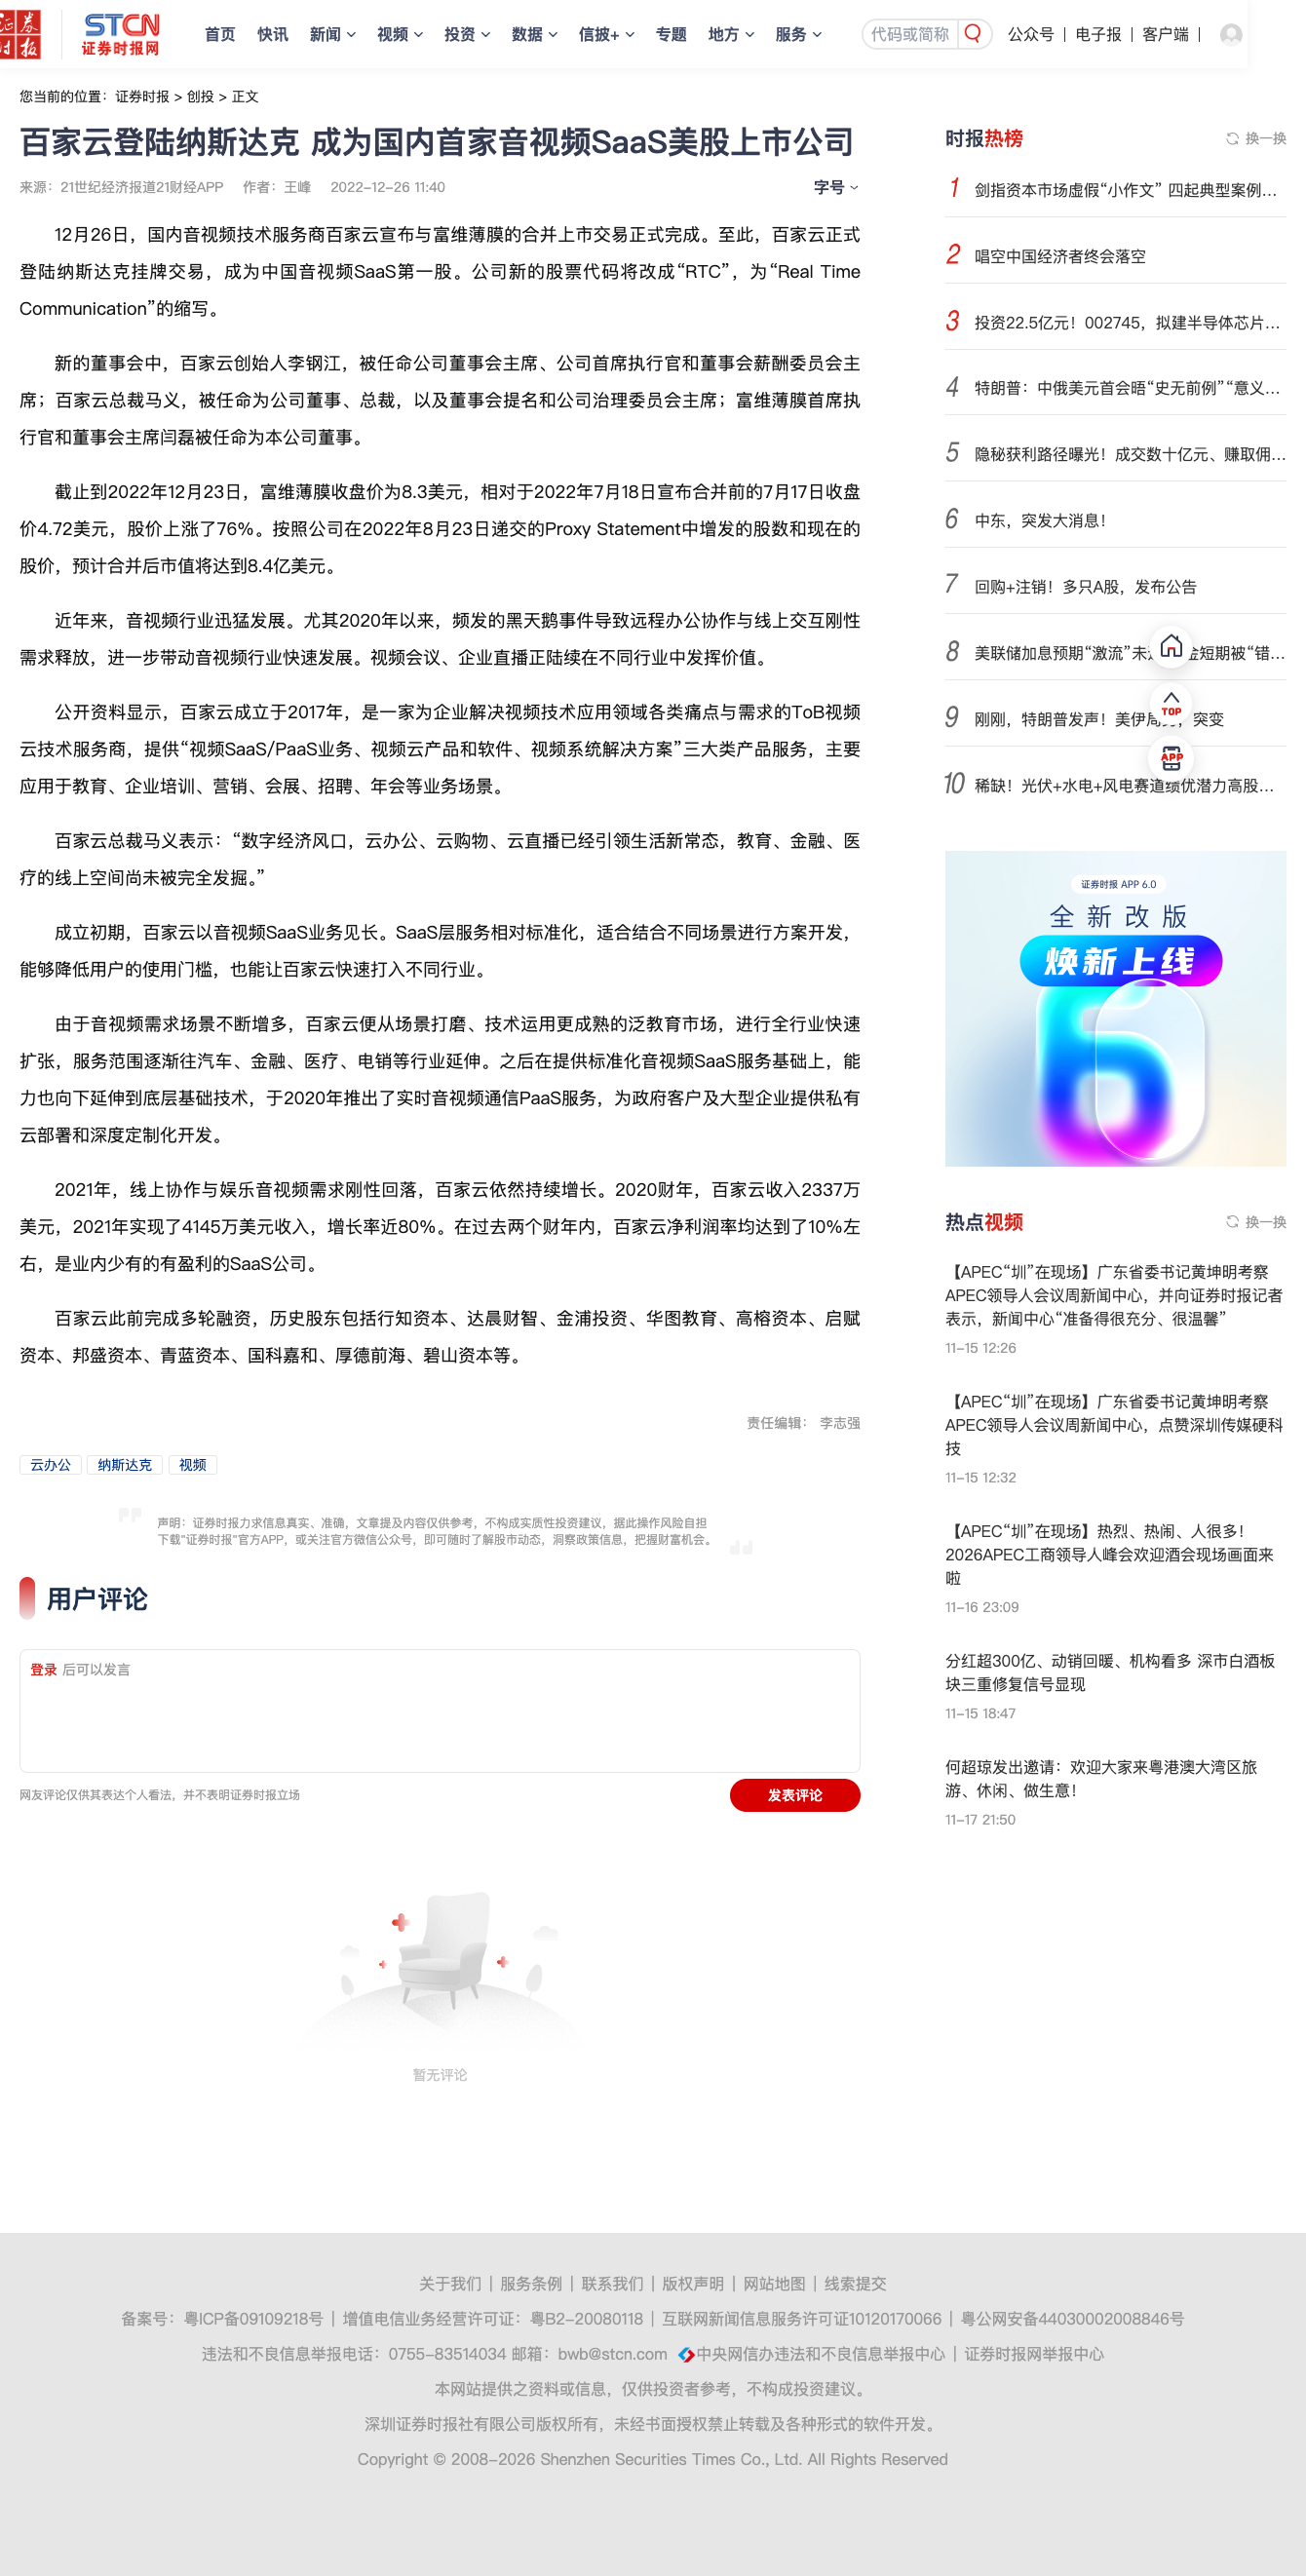 证券时报
STCN
证券时报网
首页 快讯 新闻 视频 投资 数据 信披+ 专题 地方 服务
代码或简称
公众号 | 电子报 | 客户端 |
您当前的位置：证券时报 > 创投 > 正文
百家云登陆纳斯达克 成为国内首家音视频SaaS美股上市公司
来源：21世纪经济报道21财经APP 作者：王峰 2022-12-26 11:40
字号
12月26日，国内音视频技术服务商百家云宣布与富维薄膜的合并上市交易正式完成。至此，百家云正式
登陆纳斯达克挂牌交易，成为中国音视频SaaS第一股。公司新的股票代码将改成“RTC”，为“Real Time
Communication”的缩写。
新的董事会中，百家云创始人李钢江，被任命公司董事会主席、公司首席执行官和董事会薪酬委员会主
席；百家云总裁马义，被任命为公司董事、总裁，以及董事会提名和公司治理委员会主席；富维薄膜首席执
行官和董事会主席闫磊被任命为本公司董事。
截止到2022年12月23日，富维薄膜收盘价为8.3美元，相对于2022年7月18日宣布合并前的7月17日收盘
价4.72美元，股价上涨了76%。按照公司在2022年8月23日递交的Proxy Statement中增发的股数和现在的
股价，预计合并后市值将达到8.4亿美元。
近年来，音视频行业迅猛发展。尤其2020年以来，频发的黑天鹅事件导致远程办公协作与线上交互刚性
需求释放，进一步带动音视频行业快速发展。视频会议、企业直播正陆续在不同行业中发挥价值。
公开资料显示，百家云成立于2017年，是一家为企业解决视频技术应用领域各类痛点与需求的ToB视频
云技术服务商，提供“视频SaaS/PaaS业务、视频云产品和软件、视频系统解决方案”三大类产品服务，主要
应用于教育、企业培训、营销、会展、招聘、年会等业务场景。
百家云总裁马义表示：“数字经济风口，云办公、云购物、云直播已经引领生活新常态，教育、金融、医
疗的线上空间尚未被完全发掘。”
成立初期，百家云以音视频SaaS业务见长。SaaS层服务相对标准化，适合结合不同场景进行方案开发，
能够降低用户的使用门槛，也能让百家云快速打入不同行业。
由于音视频需求场景不断增多，百家云便从场景打磨、技术运用更成熟的泛教育市场，进行全行业快速
扩张，服务范围逐渐往汽车、金融、医疗、电销等行业延伸。之后在提供标准化音视频SaaS服务基础上，能
力也向下延伸到底层基础技术，于2020年推出了实时音视频通信PaaS服务，为政府客户及大型企业提供私有
云部署和深度定制化开发。
2021年，线上协作与娱乐音视频需求刚性回落，百家云依然持续增长。2020财年，百家云收入2337万
美元，2021年实现了4145万美元收入，增长率近80%。在过去两个财年内，百家云净利润率均达到了10%左
右，是业内少有的有盈利的SaaS公司。
百家云此前完成多轮融资，历史股东包括行知资本、达晨财智、金浦投资、华图教育、高榕资本、启赋
资本、邦盛资本、青蓝资本、国科嘉和、厚德前海、碧山资本等。
责任编辑： 李志强
云办公 纳斯达克 视频
声明：证券时报力求信息真实、准确，文章提及内容仅供参考，不构成实质性投资建议，据此操作风险自担
下载“证券时报”官方APP，或关注官方微信公众号，即可随时了解股市动态，洞察政策信息，把握财富机会。
用户评论
登录 后可以发言
网友评论仅供其表达个人看法，并不表明证券时报立场
发表评论
暂无评论
时报热榜
换一换
1 剑指资本市场虚假“小作文” 四起典型案例...
2 唱空中国经济者终会落空
3 投资22.5亿元！002745，拟建半导体芯片...
4 特朗普：中俄美元首会晤“史无前例”“意义...
5 隐秘获利路径曝光！成交数十亿元、赚取佣...
6 中东，突发大消息！
7 回购+注销！多只A股，发布公告
8 美联储加息预期“激流”未 金短期被“错...
9 刚刚，特朗普发声！美伊局 ，突变
10 稀缺！光伏+水电+风电赛道绩优潜力高股...
TOP
APP
证券时报 APP 6.0
全新改版
焕新上线
6
热点视频
换一换
【APEC“圳”在现场】广东省委书记黄坤明考察
APEC领导人会议周新闻中心，并向证券时报记者
表示，新闻中心“准备得很充分、很温馨”
11-15 12:26
【APEC“圳”在现场】广东省委书记黄坤明考察
APEC领导人会议周新闻中心，点赞深圳传媒硬科
技
11-15 12:32
【APEC“圳”在现场】热烈、热闹、人很多！
2026APEC工商领导人峰会欢迎酒会现场画面来
啦
11-16 23:09
分红超300亿、动销回暖、机构看多 深市白酒板
块三重修复信号显现
11-15 18:47
何超琼发出邀请：欢迎大家来粤港澳大湾区旅
游、休闲、做生意！
11-17 21:50
关于我们 | 服务条例 | 联系我们 | 版权声明 | 网站地图 | 线索提交
备案号：粤ICP备09109218号 | 增值电信业务经营许可证：粤B2-20080118 | 互联网新闻信息服务许可证10120170066 | 粤公网安备44030002008846号
违法和不良信息举报电话：0755-83514034 邮箱：bwb@stcn.com 中央网信办违法和不良信息举报中心 | 证券时报网举报中心
本网站提供之资料或信息，仅供投资者参考，不构成投资建议。
深圳证券时报社有限公司版权所有，未经书面授权禁止转载及各种形式的软件开发。
Copyright © 2008-2026 Shenzhen Securities Times Co., Ltd. All Rights Reserved